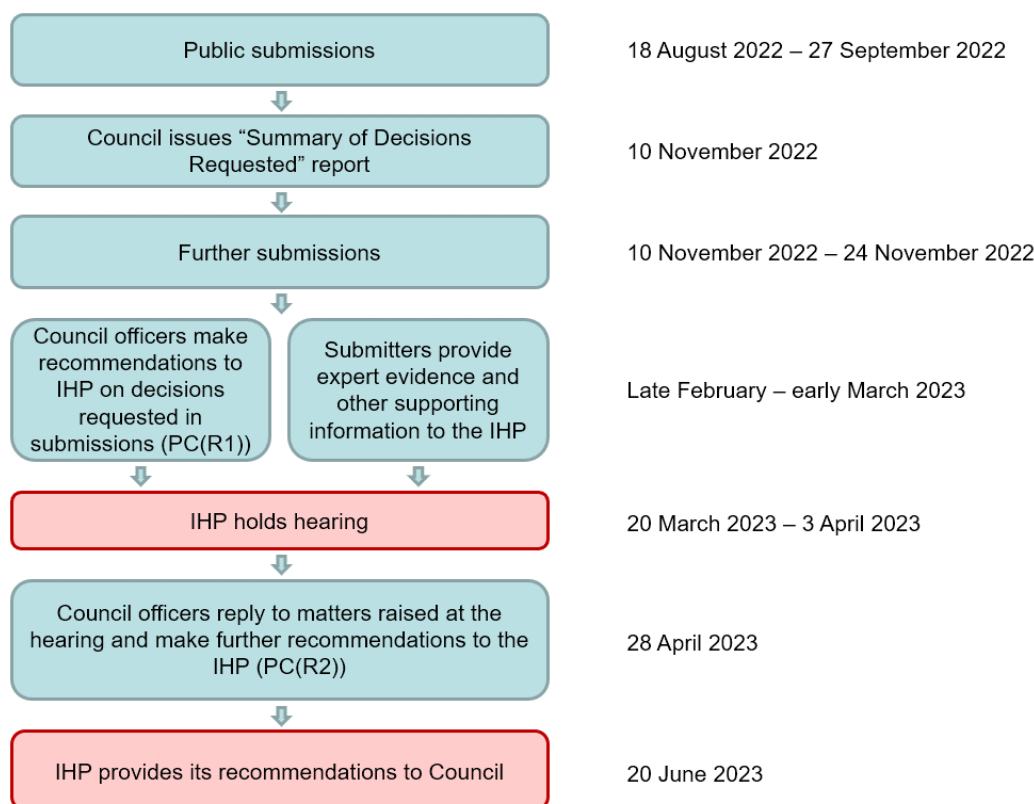 Public submissions
18 August 2022 – 27 September 2022
Council issues “Summary of Decisions
Requested” report
10 November 2022
Further submissions
10 November 2022 – 24 November 2022
Council officers make
recommendations to
IHP on decisions
requested in
submissions (PC(R1))
Submitters provide
expert evidence and
other supporting
information to the IHP
Late February – early March 2023
IHP holds hearing
20 March 2023 – 3 April 2023
Council officers reply to matters raised at the
hearing and make further recommendations to the
IHP (PC(R2))
28 April 2023
IHP provides its recommendations to Council
20 June 2023